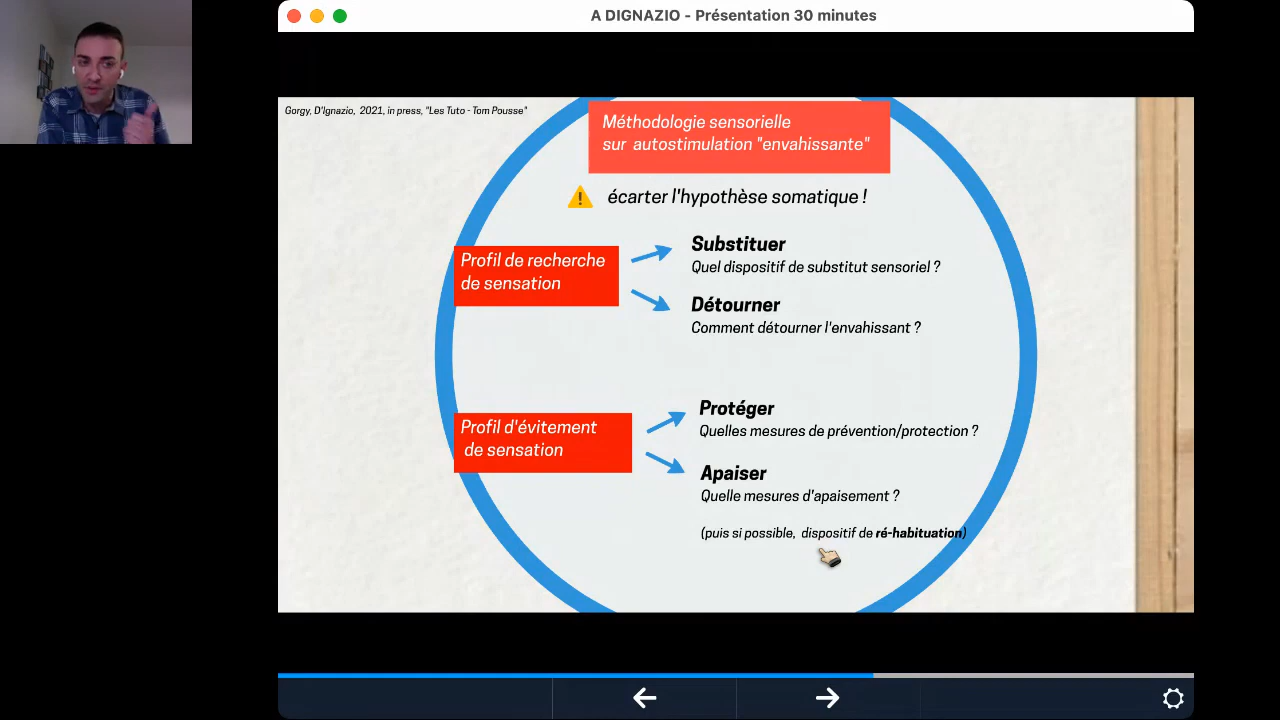 A DIGNAZIO - Présentation 30 minutes
Gorgy, D'Ignazio, 2021, in press, "Les Tuto - Tom Pousse"
Méthodologie sensorielle
sur autostimulation "envahissante"
écarter l'hypothèse somatique !
Profil de recherche
de sensation
Substituer
Quel dispositif de substitut sensoriel ?
Détourner
Comment détourner l'envahissant ?
Profil d'évitement
de sensation
Protéger
Quelles mesures de prévention/protection ?
Apaiser
Quelle mesures d'apaisement ?
(puis si possible, dispositif de ré-habituation)